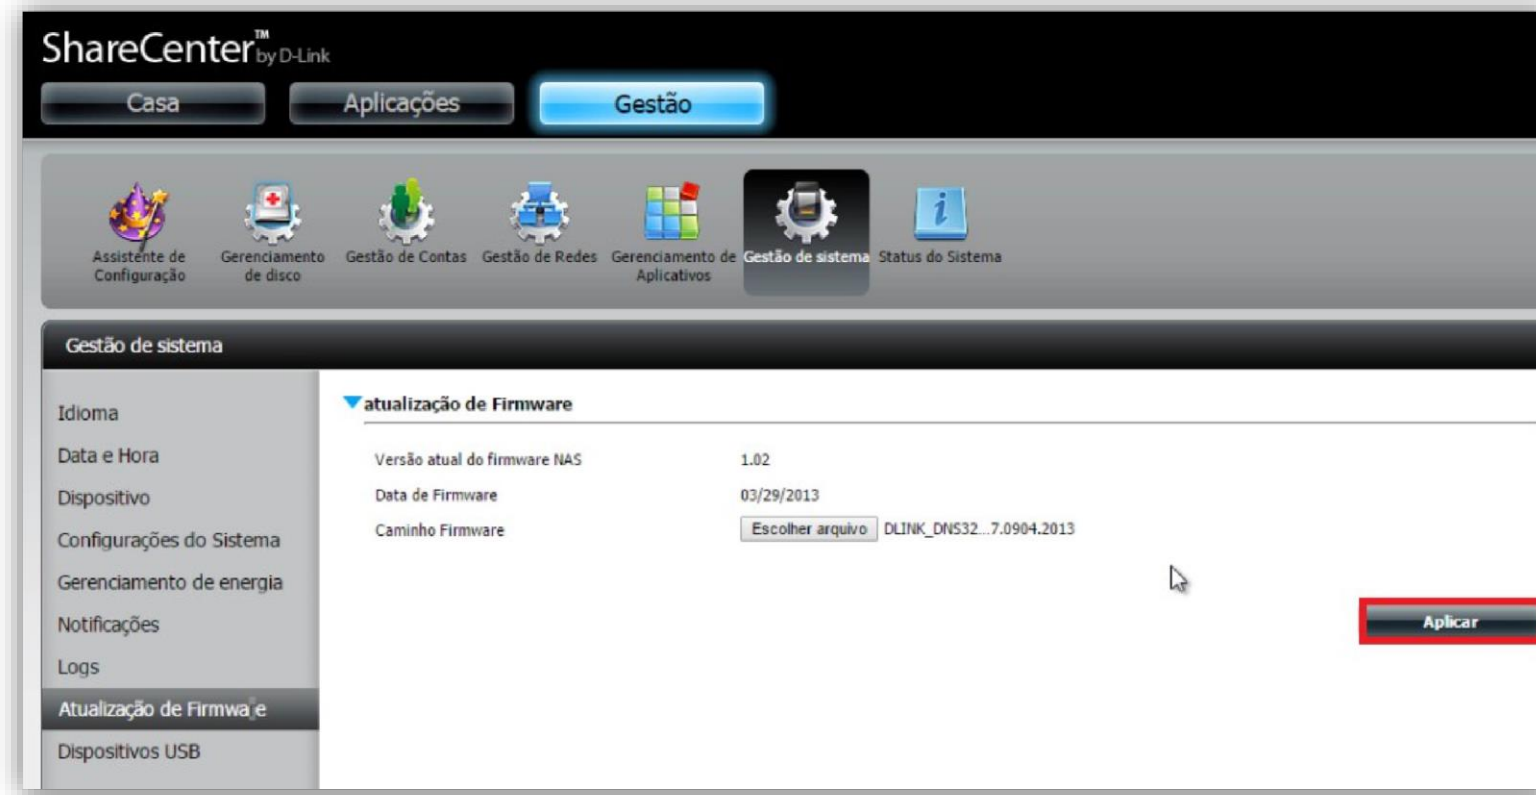 ShareCenter™ by D-Link
Casa Aplicações Gestão
Assistente de Configuração
Gerenciamento de disco
Gestão de Contas
Gestão de Redes
Gerenciamento de Aplicativos
Gestão de sistema
Status do Sistema
Gestão de sistema
Idioma
Data e Hora
Dispositivo
Configurações do Sistema
Gerenciamento de energia
Notificações
Logs
Atualização de Firmware
Dispositivos USB
atualização de Firmware
Versão atual do firmware NAS 1.02
Data de Firmware 03/29/2013
Caminho Firmware Escolher arquivo DLINK_DNS32...7.0904.2013
Aplicar